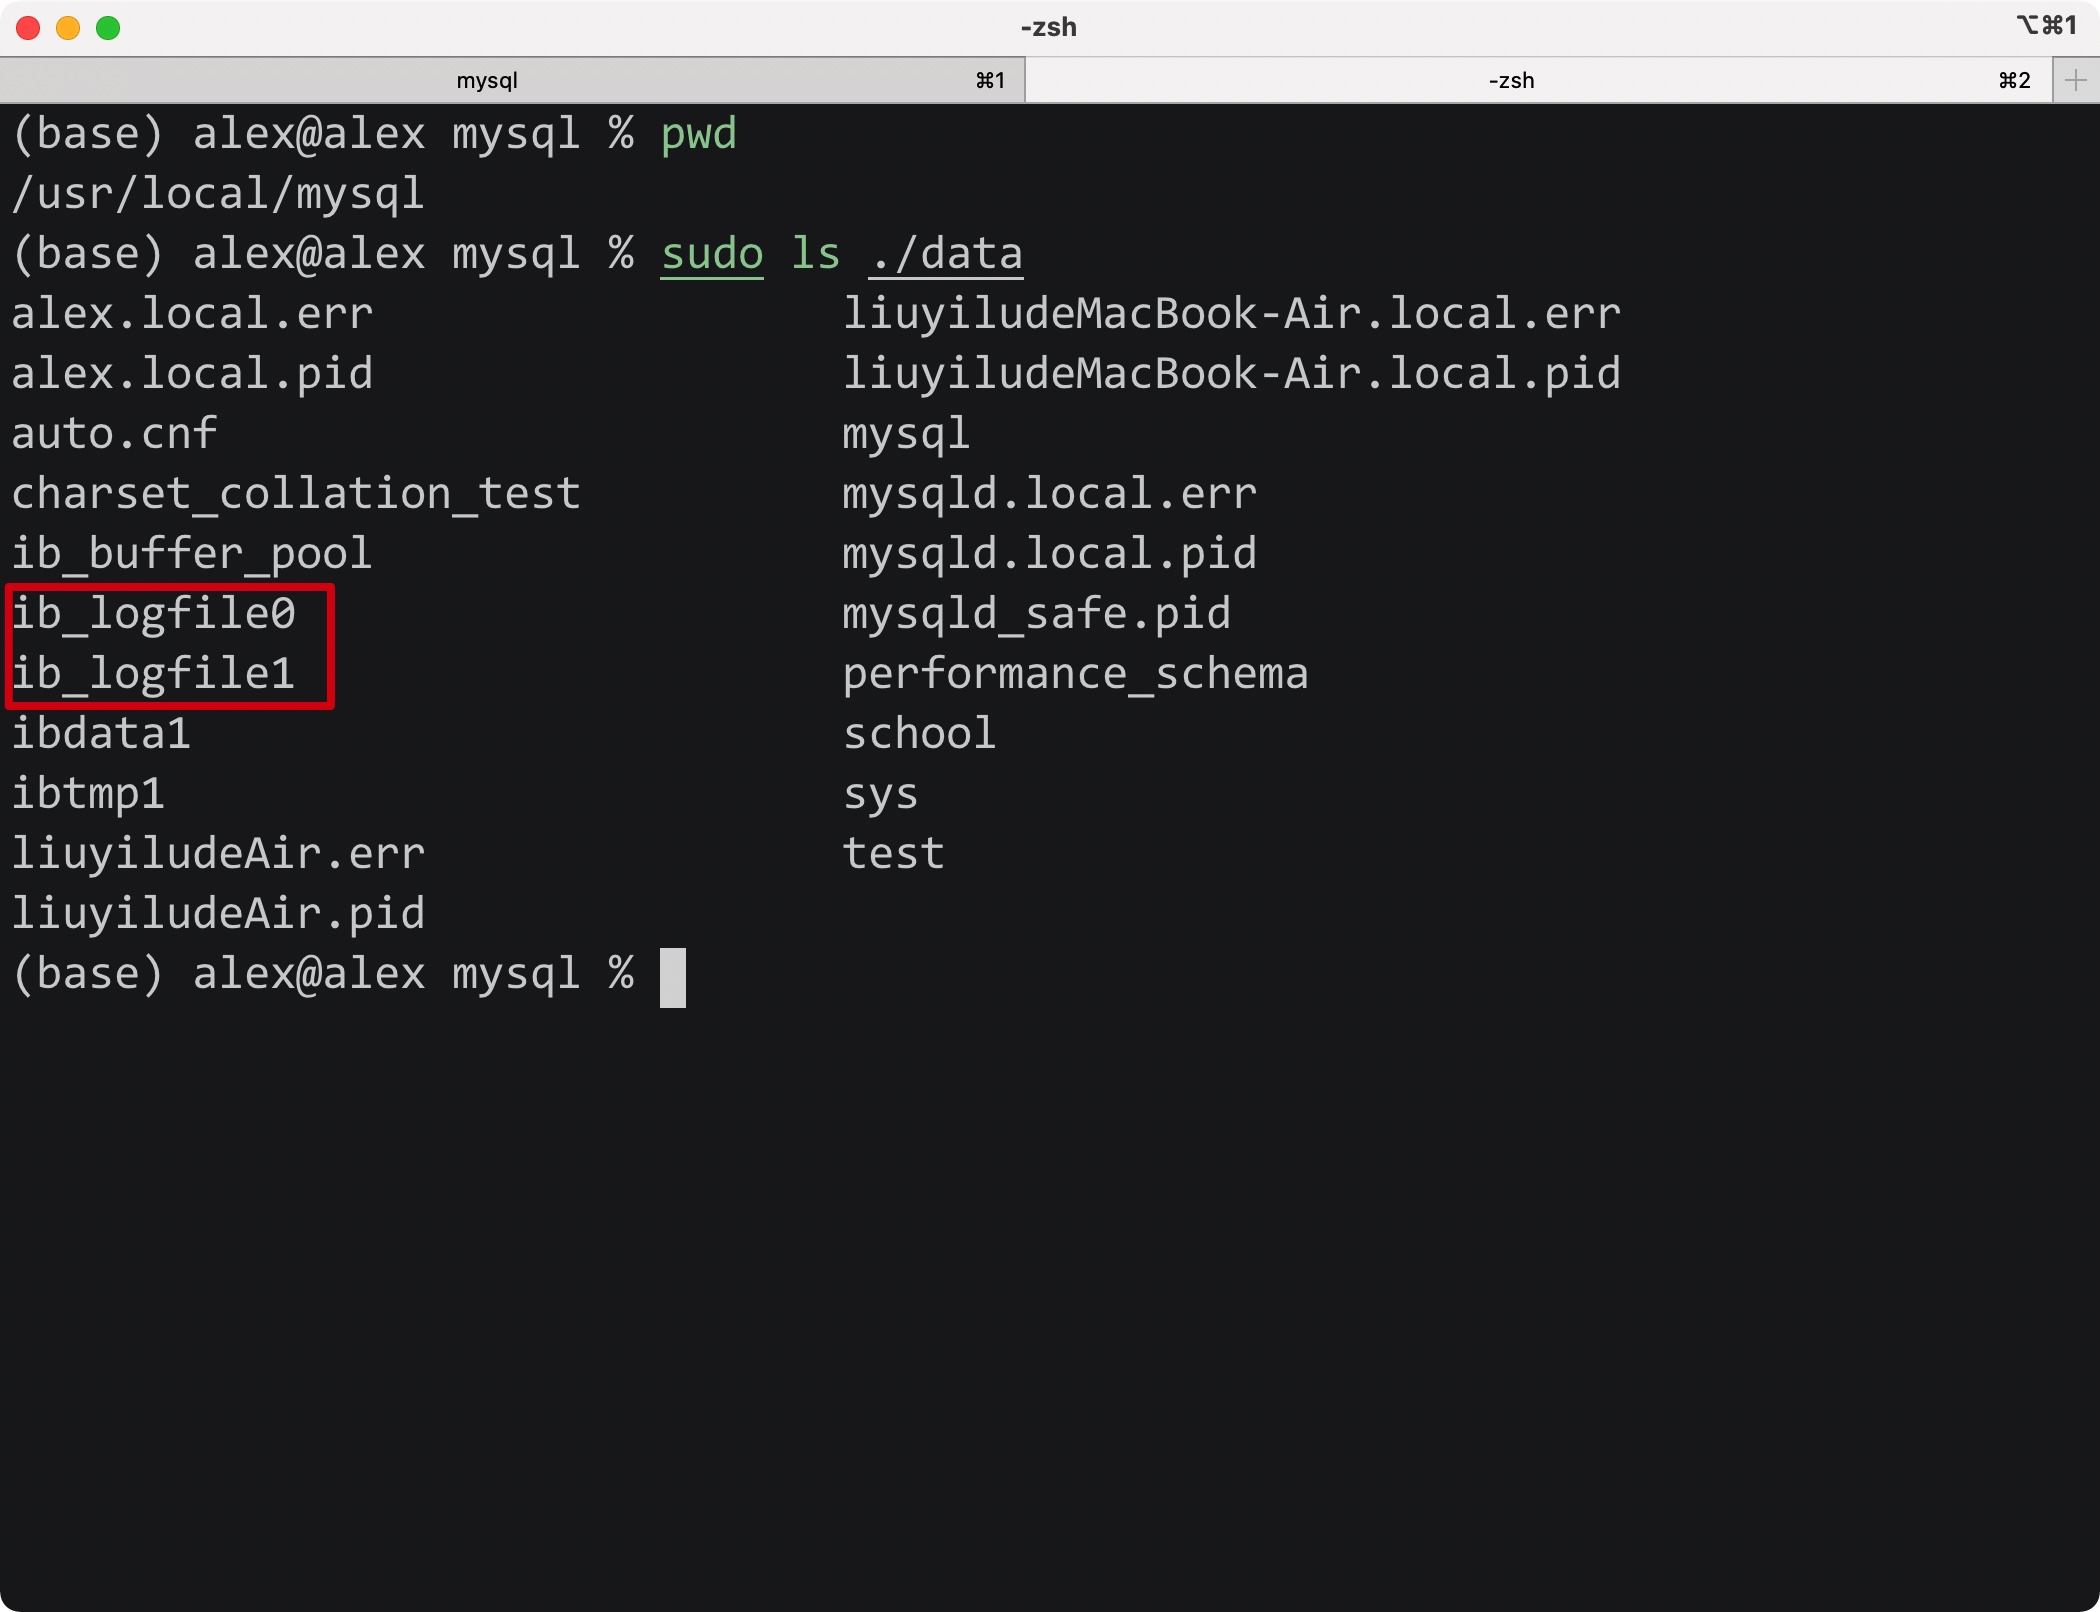 -zsh ⌥⌘1
mysql ⌘1 -zsh ⌘2 +
(base) alex@alex mysql % pwd
/usr/local/mysql
(base) alex@alex mysql % sudo ls ./data
alex.local.err liuyiludeMacBook-Air.local.err
alex.local.pid liuyiludeMacBook-Air.local.pid
auto.cnf mysql
charset_collation_test mysqld.local.err
ib_buffer_pool mysqld.local.pid
ib_logfile0 mysqld_safe.pid
ib_logfile1 performance_schema
ibdata1 school
ibtmp1 sys
liuyiludeAir.err test
liuyiludeAir.pid
(base) alex@alex mysql %